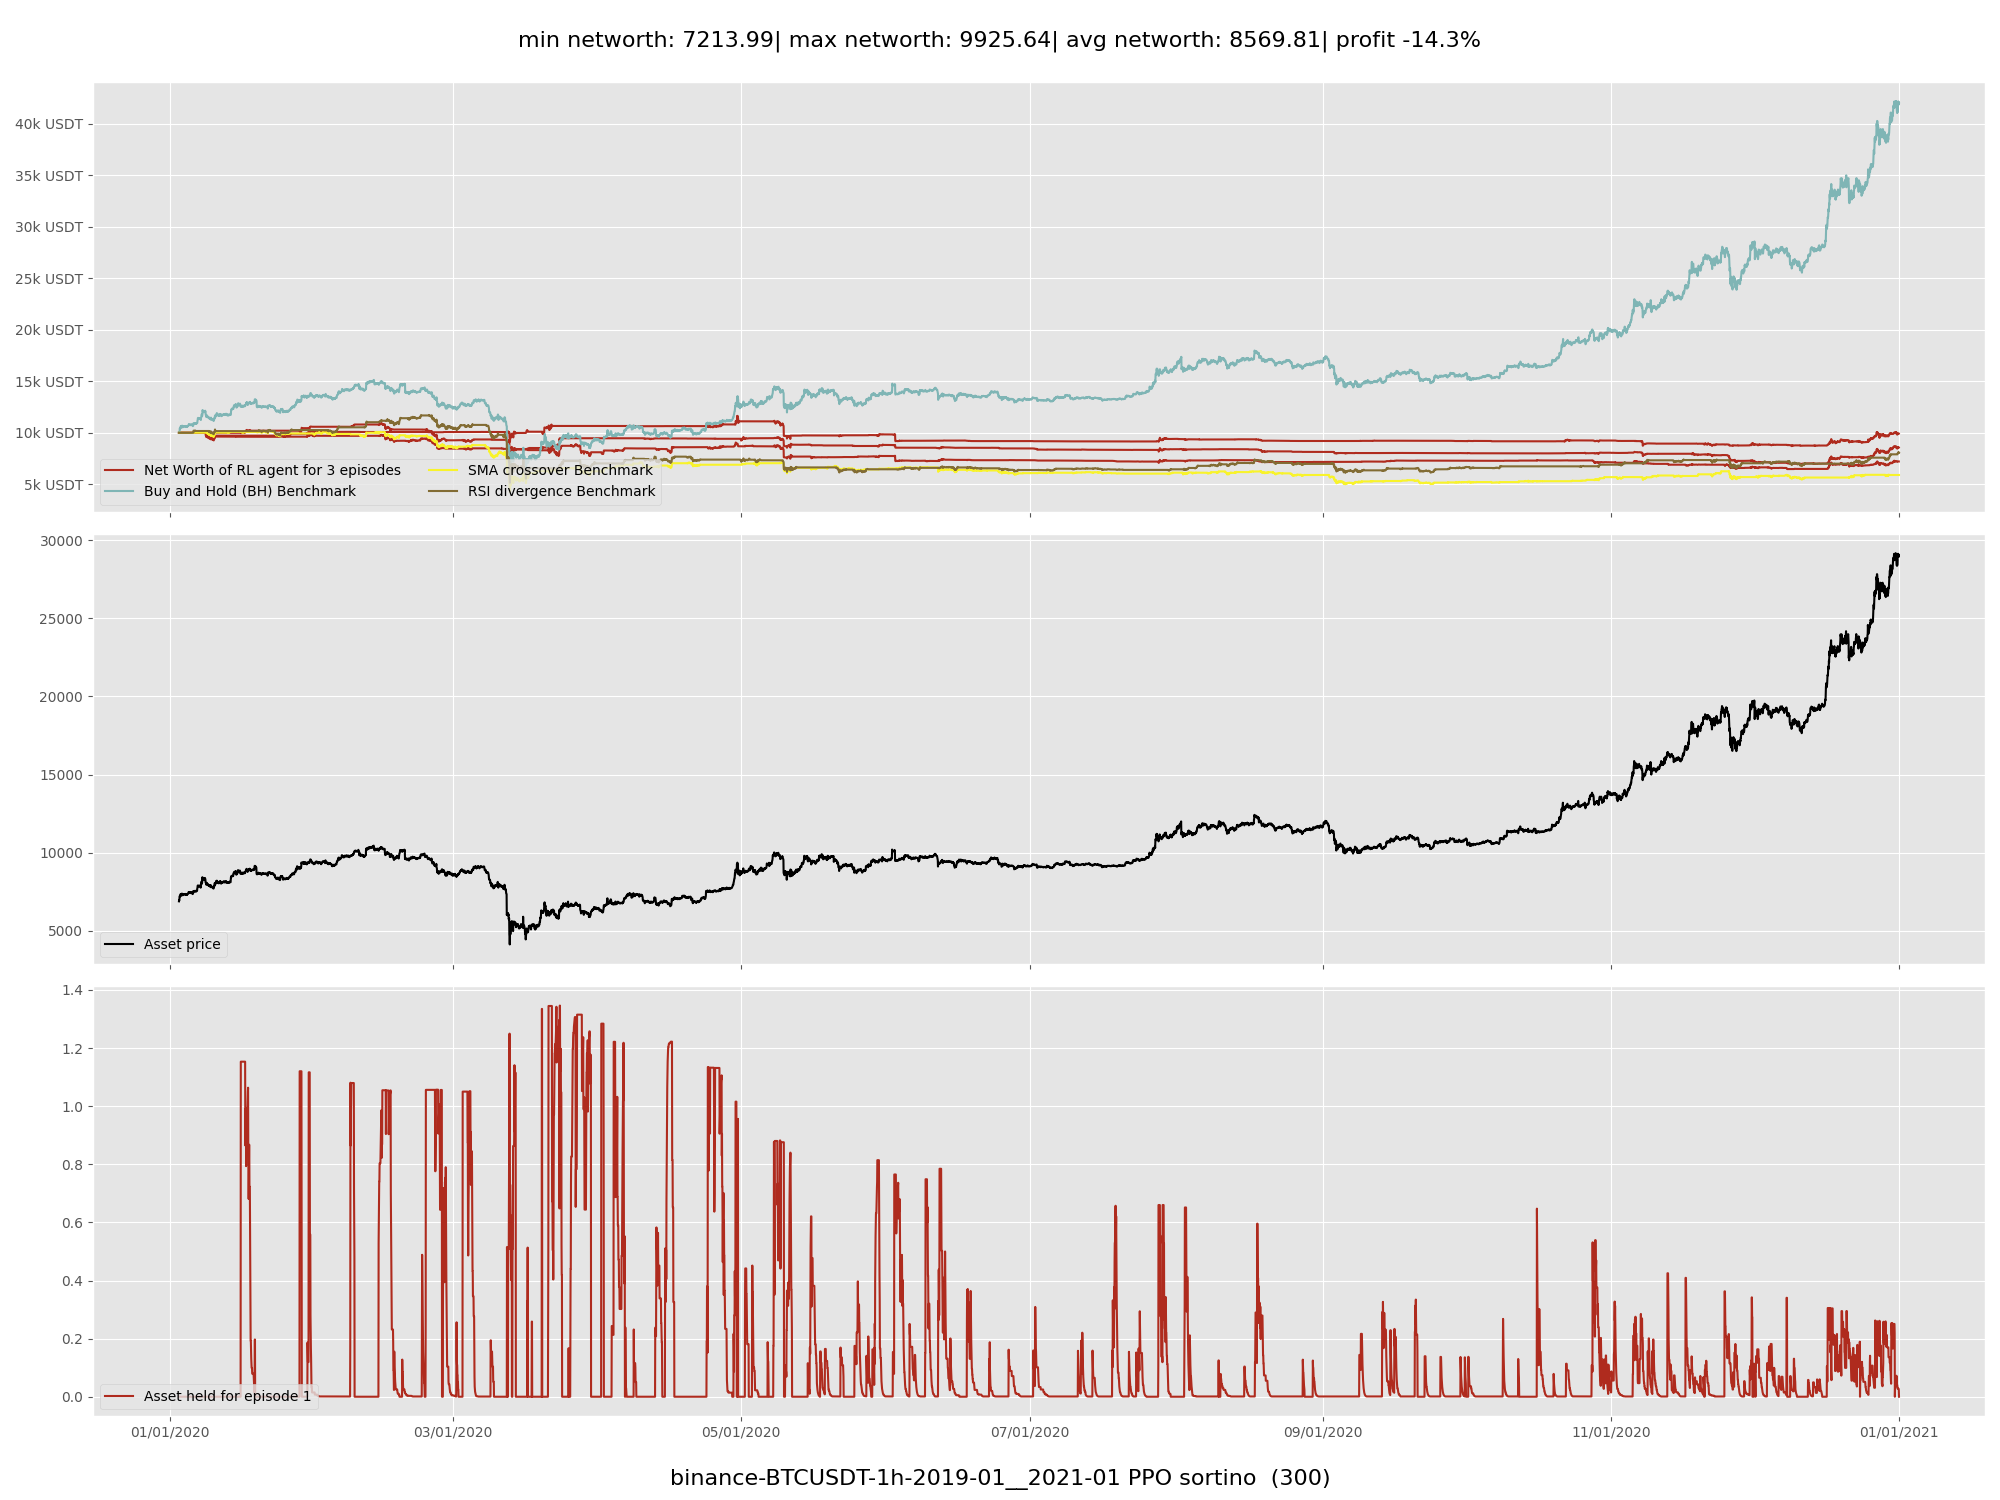 min networth: 7213.99| max networth: 9925.64| avg networth: 8569.81| profit -14.3%
40k USDT
35k USDT
30k USDT
25k USDT
20k USDT
15k USDT
10k USDT
5k USDT
Net Worth of RL agent for 3 episodes
Buy and Hold (BH) Benchmark
SMA crossover Benchmark
RSI divergence Benchmark
30000
25000
20000
15000
10000
5000
Asset price
1.4
1.2
1.0
0.8
0.6
0.4
0.2
0.0
Asset held for episode 1
01/01/2020 03/01/2020 05/01/2020 07/01/2020 09/01/2020 11/01/2020 01/01/2021
binance-BTCUSDT-1h-2019-01__2021-01 PPO sortino (300)